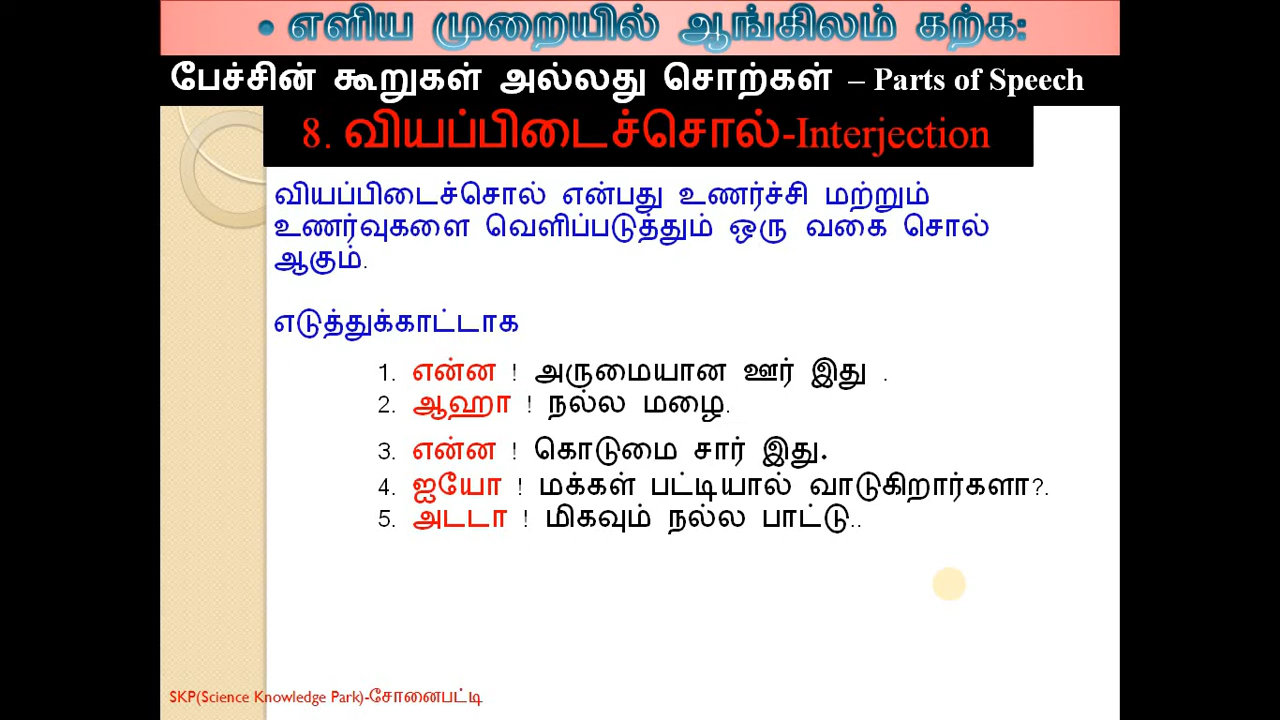 • எளிய முறையில் ஆங்கிலம் கற்க:
பேச்சின் கூறுகள் அல்லது சொற்கள் – Parts of Speech
8. வியப்பிடைச்சொல்-Interjection
வியப்பிடைச்சொல் என்பது உணர்ச்சி மற்றும்
உணர்வுகளை வெளிப்படுத்தும் ஒரு வகை சொல்
ஆகும்.
எடுத்துக்காட்டாக
1. என்ன ! அருமையான ஊர் இது .
2. ஆஹா ! நல்ல மழை.
3. என்ன ! கொடுமை சார் இது.
4. ஐயோ ! மக்கள் பட்டியால் வாடுகிறார்களா?.
5. அடடா ! மிகவும் நல்ல பாட்டு..
SKP(Science Knowledge Park)-சோனைபட்டி